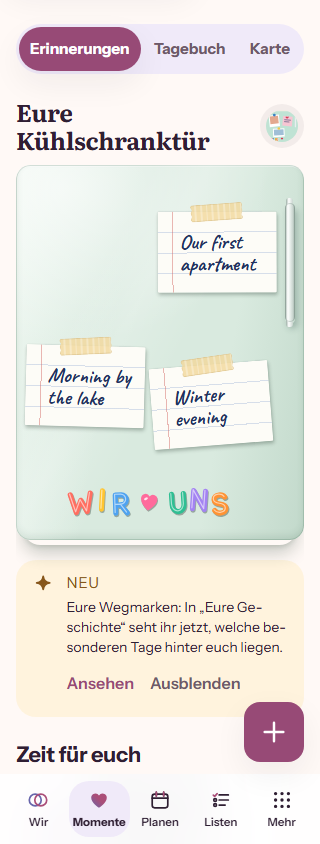 Erinnerungen Tagebuch Karte
Eure
Kühlschranktür
Our first
apartment
Morning by
the lake
Winter
evening
WIR UNS
NEU
Eure Wegmarken: In „Eure Ge-
schichte“ seht ihr jetzt, welche be-
sonderen Tage hinter euch liegen.
Ansehen Ausblenden
Zeit für euch
Wir Momente Planen Listen Mehr